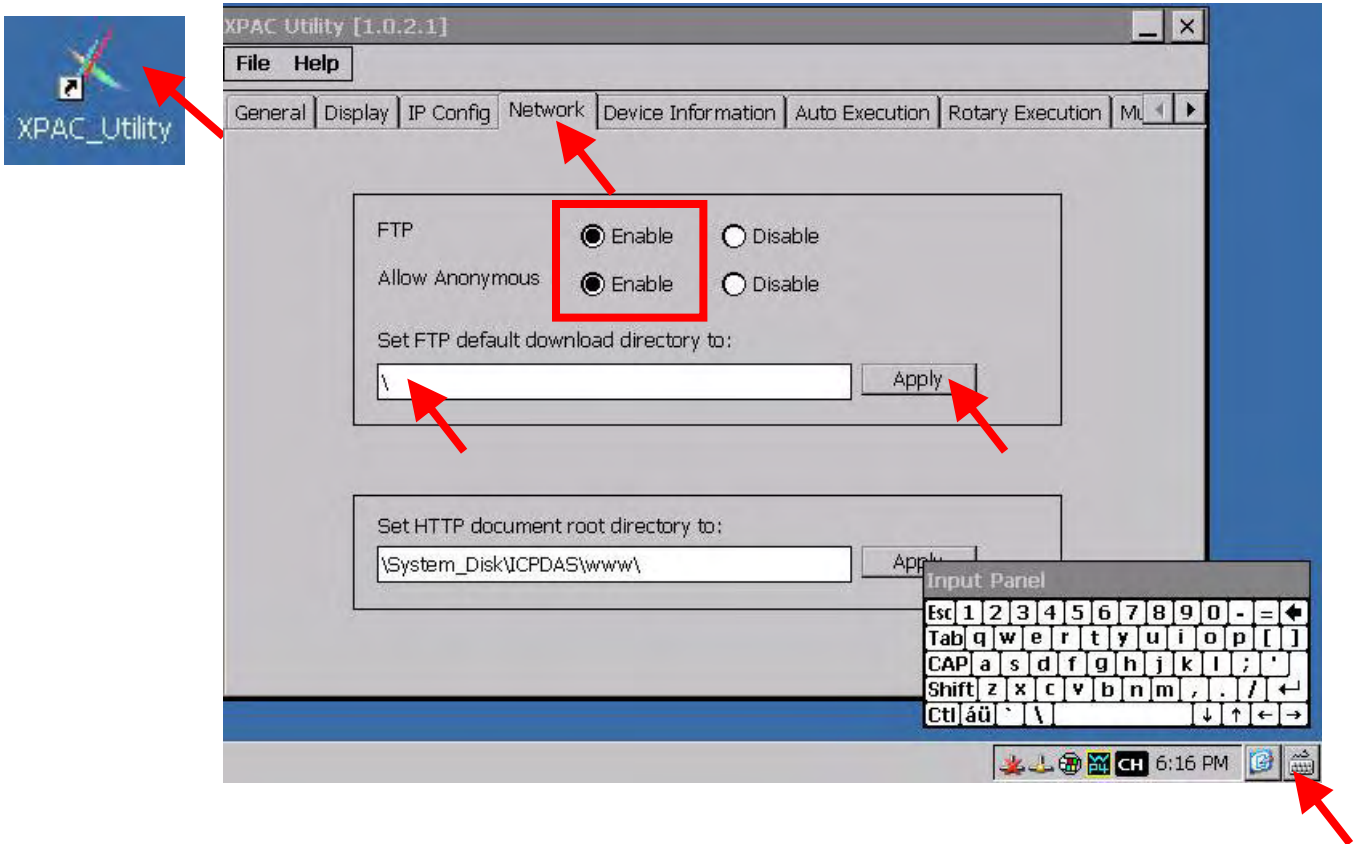 XPAC_Utility
XPAC Utility [1.0.2.1]
File Help
General Display IP Config Network Device Information Auto Execution Rotary Execution
FTP Enable Disable
Allow Anonymous Enable Disable
Set FTP default download directory to:
\ Apply
Set HTTP document root directory to:
\System_Disk\ICPDAS\www\
Input Panel
Esc 1 2 3 4 5 6 7 8 9 0 - =
Tab q w e r t y u i o p [ ]
CAP a s d f g h j k l ; '
Shift z x c v b n m , . /
Ctl áü ` \ ↓ ↑ ← →
CH 6:16 PM